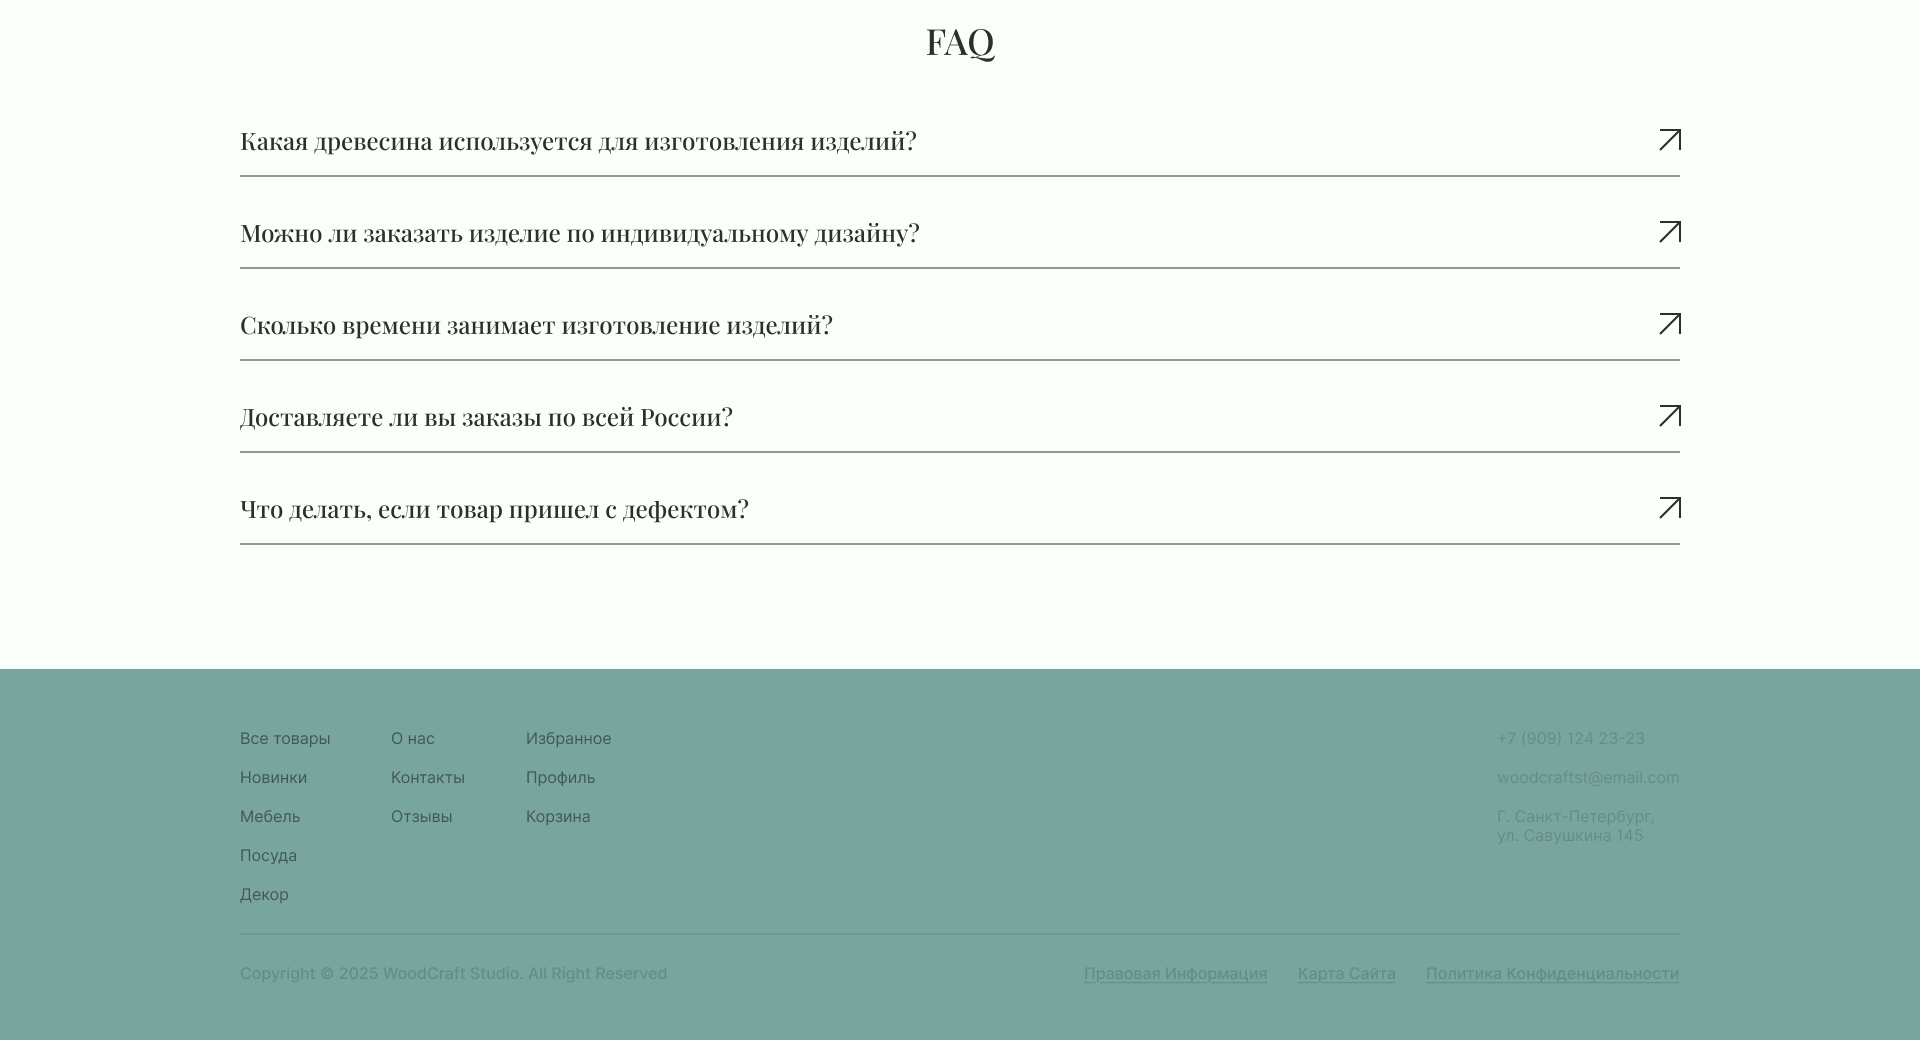 FAQ
Какая древесина используется для изготовления изделий?
Можно ли заказать изделие по индивидуальному дизайну?
Сколько времени занимает изготовление изделий?
Доставляете ли вы заказы по всей России?
Что делать, если товар пришел с дефектом?
Все товары
Новинки
Мебель
Посуда
Декор
О нас
Контакты
Отзывы
Избранное
Профиль
Корзина
+7 (909) 124 23-23
woodcraftst@email.com
Г. Санкт-Петербург,
ул. Савушкина 145
Copyright © 2025 WoodCraft Studio. All Right Reserved
Правовая Информация
Карта Сайта
Политика Конфиденциальности